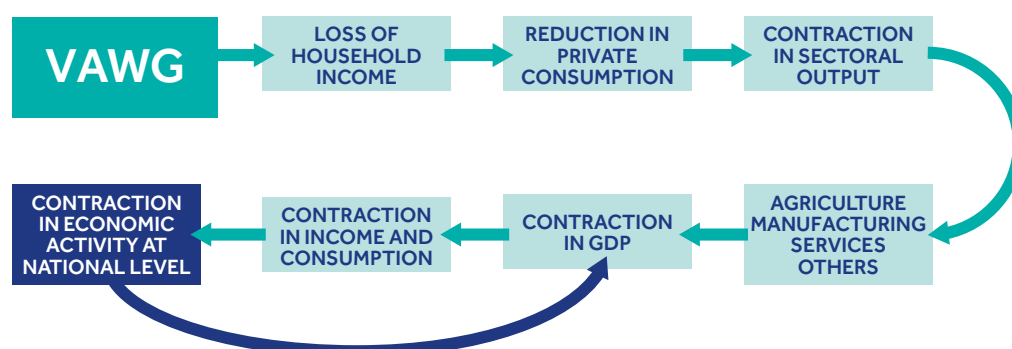 VAWG
LOSS OF
HOUSEHOLD
INCOME
REDUCTION IN
PRIVATE
CONSUMPTION
CONTRACTION
IN SECTORAL
OUTPUT
AGRICULTURE
MANUFACTURING
SERVICES
OTHERS
CONTRACTION
IN GDP
CONTRACTION
IN INCOME AND
CONSUMPTION
CONTRACTION
IN ECONOMIC
ACTIVITY AT
NATIONAL LEVEL